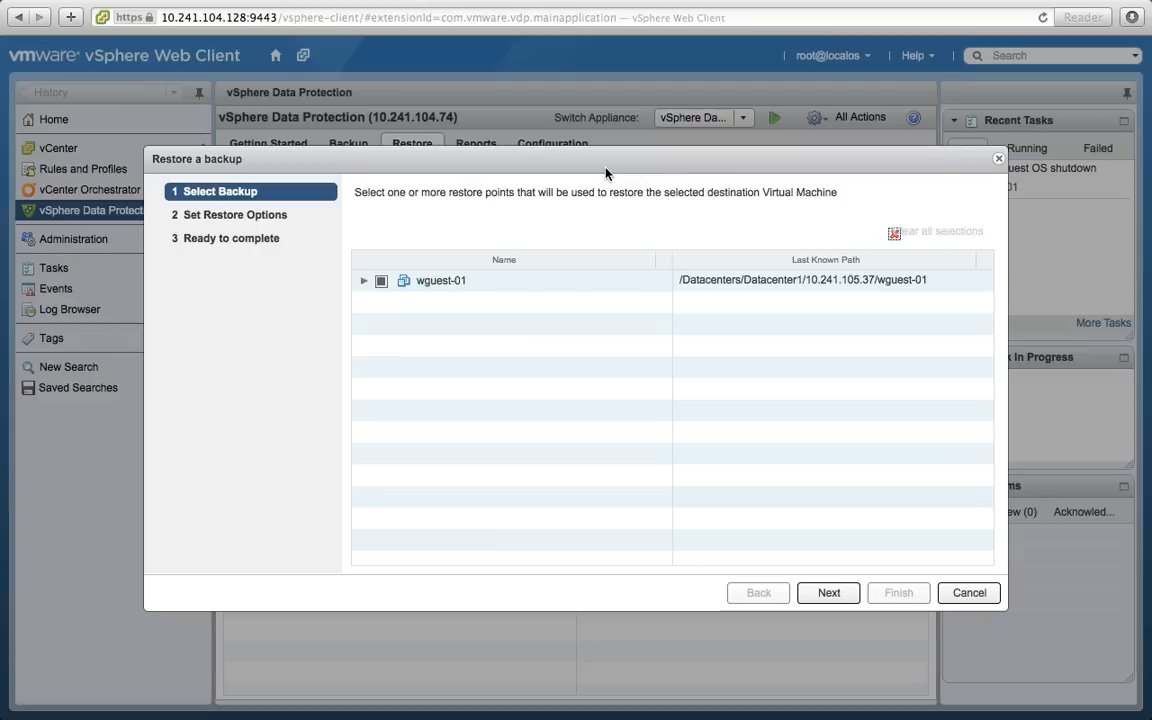 https 10.241.104.128:9443/vsphere-client/#extensionId=com.vmware.vdp.mainapplication — vSphere Web Client
Reader
vmware® vSphere Web Client
root@localos
Help
Search
History
Home
vCenter
Rules and Profiles
vCenter Orchestrator
vSphere Data Protect
Administration
Tasks
Events
Log Browser
Tags
New Search
Saved Searches
vSphere Data Protection
vSphere Data Protection (10.241.104.74)
Switch Appliance:
vSphere Da...
All Actions
Getting Started Backup Restore Reports Configuration
Restore a backup
1 Select Backup
2 Set Restore Options
3 Ready to complete
Select one or more restore points that will be used to restore the selected destination Virtual Machine
ear all selections
Name Last Known Path
wguest-01 /Datacenters/Datacenter1/10.241.105.37/wguest-01
Back Next Finish Cancel
Recent Tasks
Running Failed
uest OS shutdown
01
More Tasks
k In Progress
ms
ew (0) Acknowled...